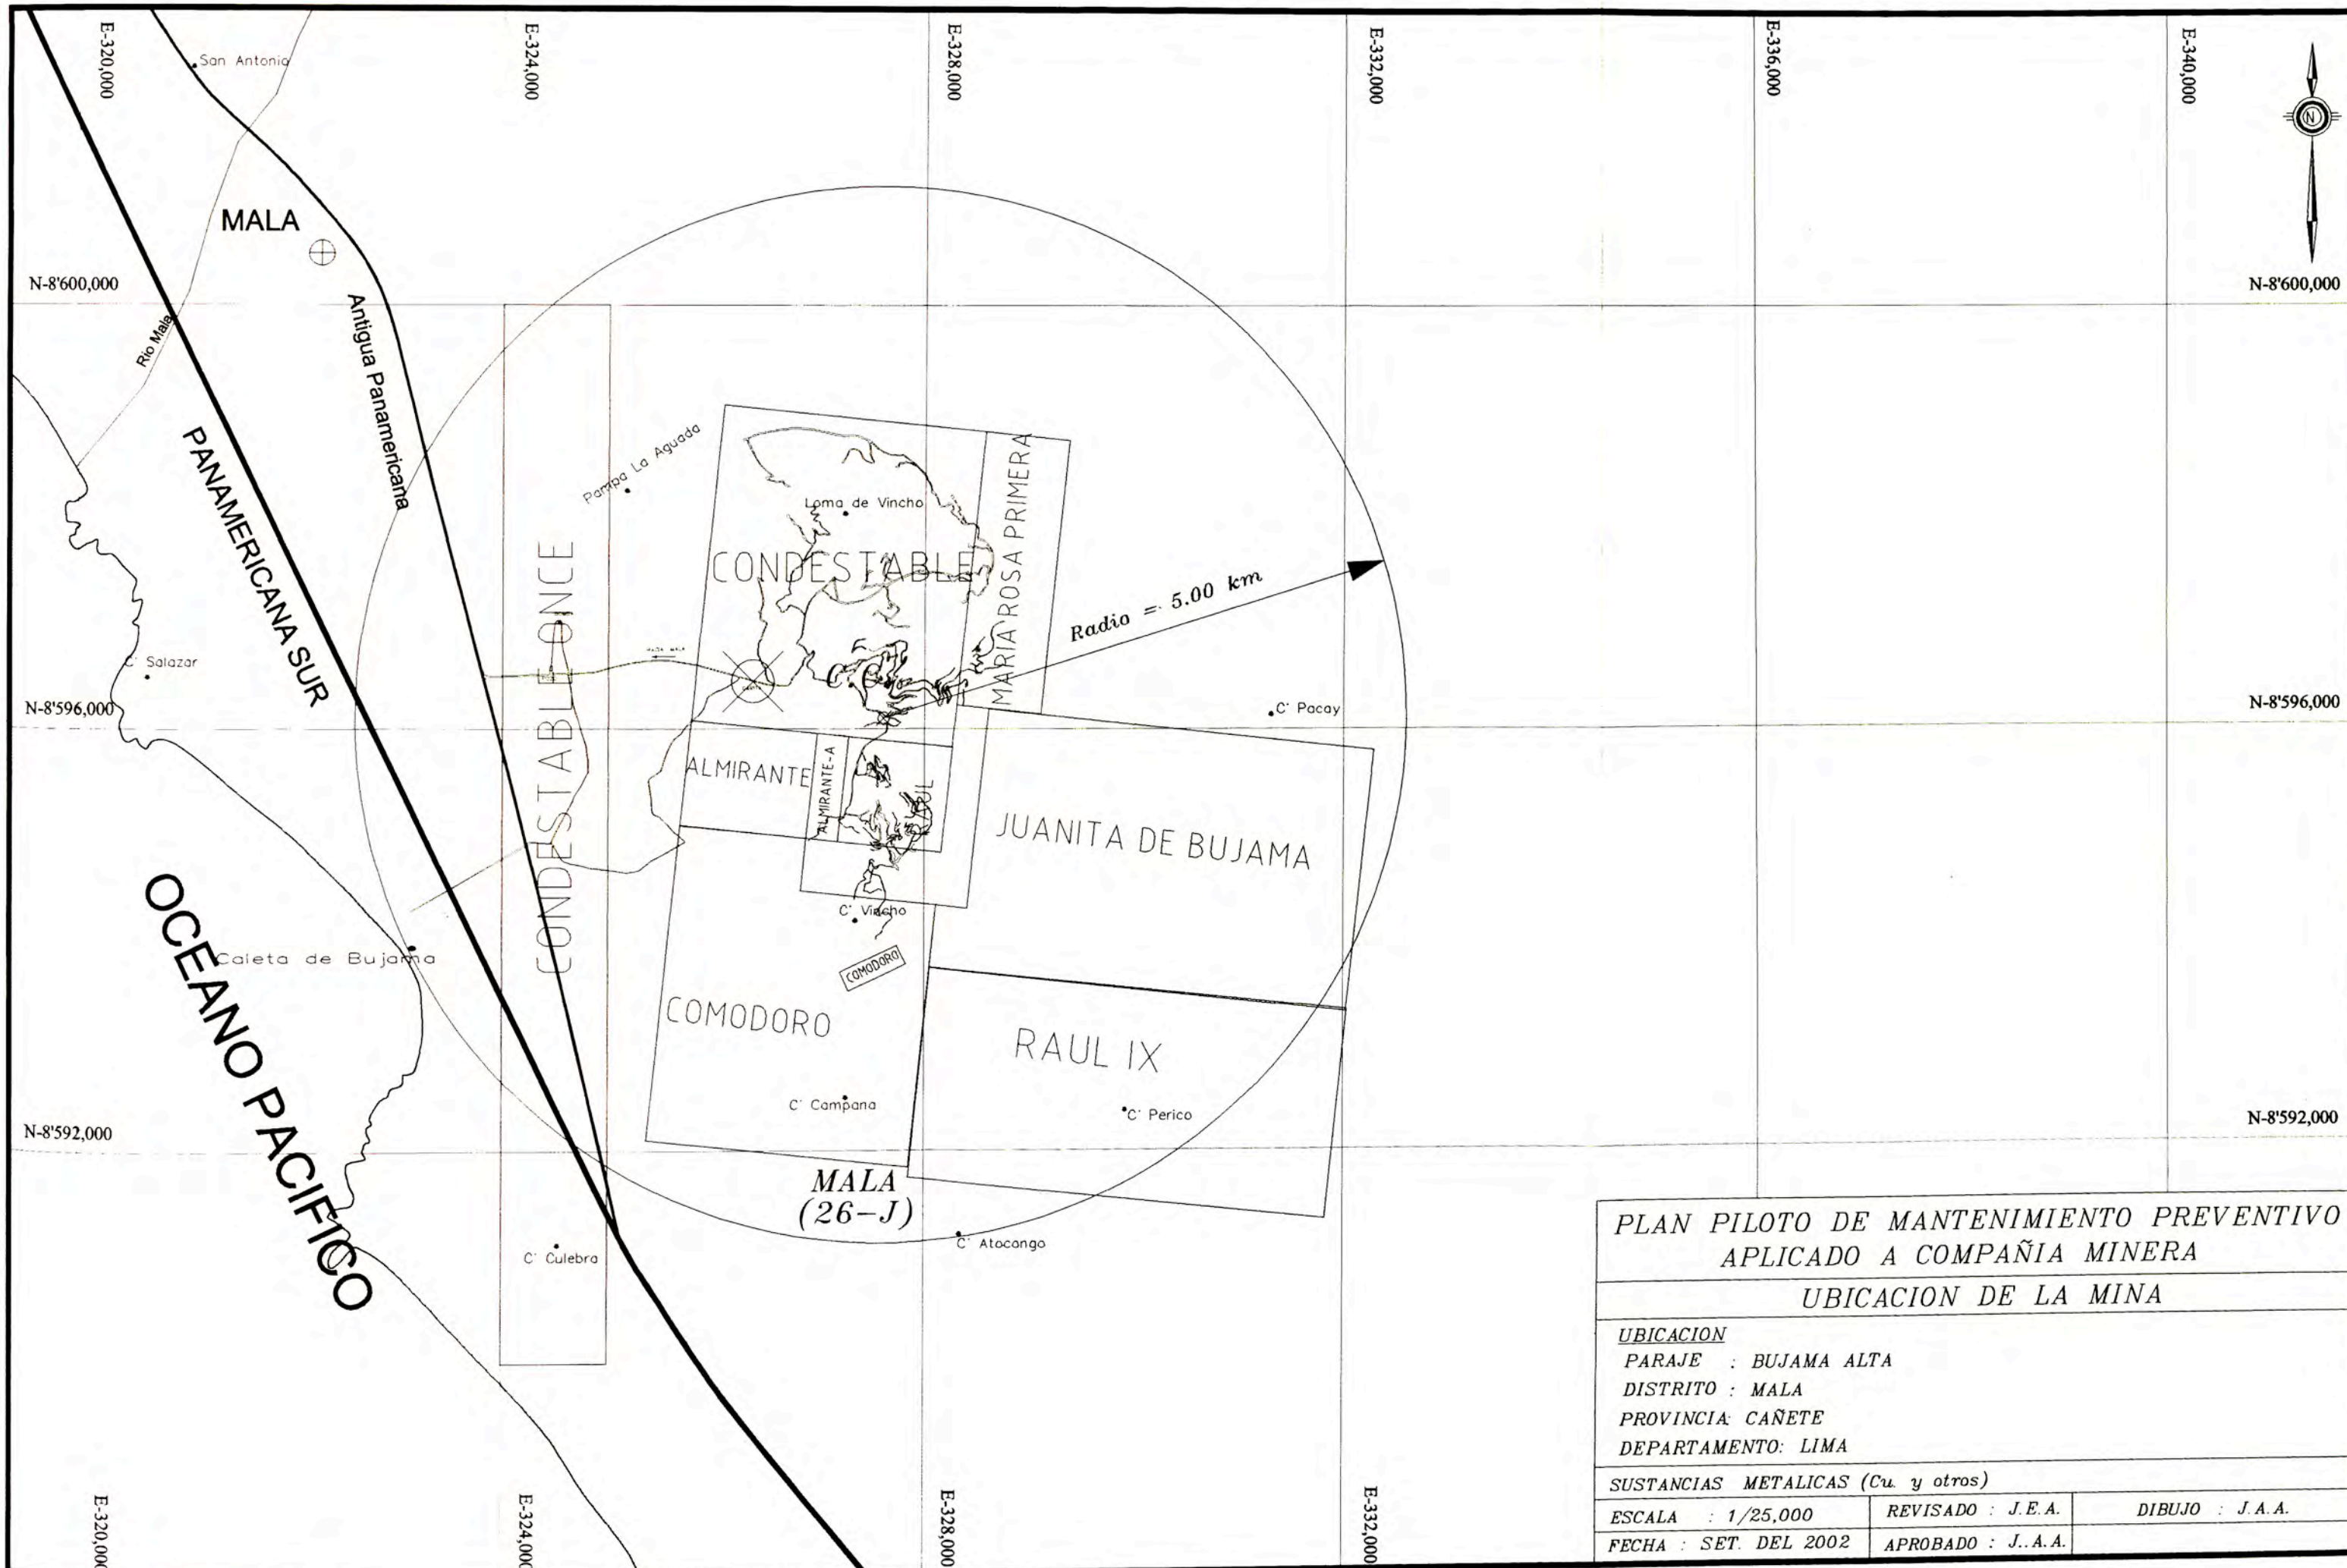 E-320,000
E-324,000
E-328,000
E-332,000
E-336,000
E-340,000
San Antonio
N
MALA
N-8'600,000
N-8'600,000
Rio Mala
Antigua Panamericana
PANAMERICANA SUR
Pampa La Aguada
Loma de Vincho
CONDESTABLE
MARIA ROSA PRIMERA
CONDESTABLE ONCE
Radio = 5.00 km
C° Salazar
N-8'596,000
C° Pacay
N-8'596,000
ALMIRANTE
ALMIRANTE-A
RAUL
JUANITA DE BUJAMA
OCEANO PACIFICO
Caleta de Bujama
C° Vincho
COMODORO
COMODORO
RAUL IX
C° Campana
C° Perico
N-8'592,000
N-8'592,000
MALA
(26-J)
C° Culebra
C° Atocongo
PLAN PILOTO DE MANTENIMIENTO PREVENTIVO
APLICADO A COMPAÑIA MINERA
UBICACION DE LA MINA
UBICACION
PARAJE : BUJAMA ALTA
DISTRITO : MALA
PROVINCIA: CAÑETE
DEPARTAMENTO: LIMA
SUSTANCIAS METALICAS (Cu. y otros)
ESCALA : 1/25,000 REVISADO : J.E.A. DIBUJO : J.A.A.
FECHA : SET. DEL 2002 APROBADO : J..A.A.
E-320,000
E-324,000
E-328,000
E-332,000